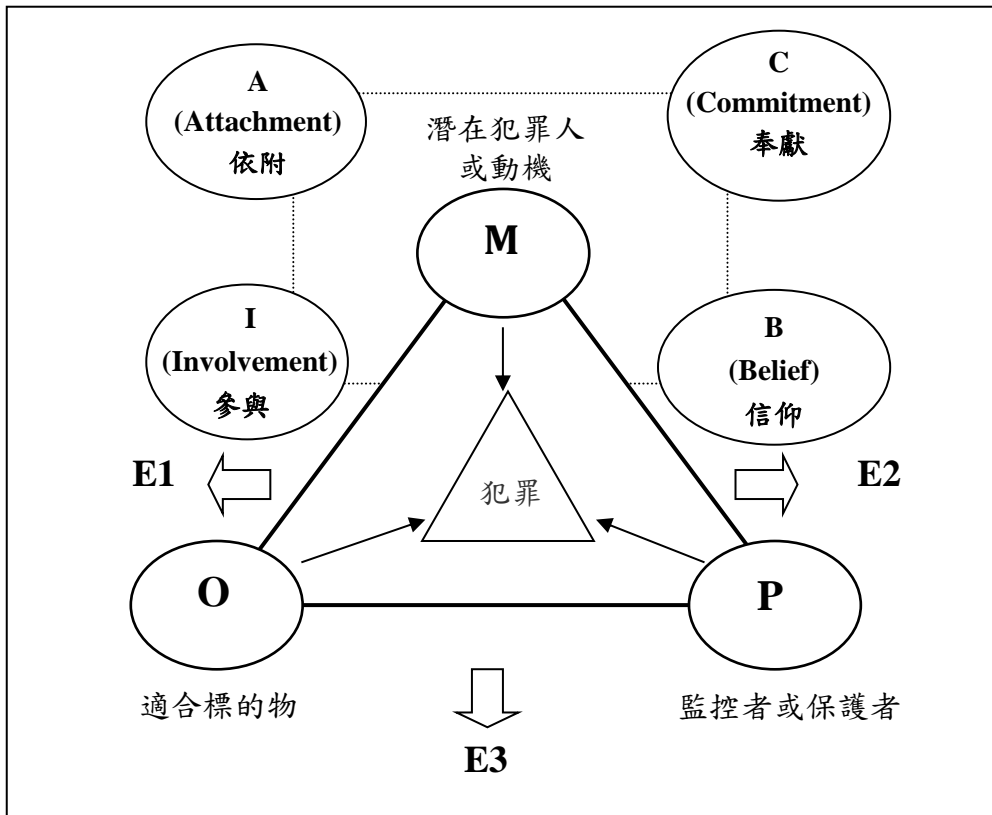 A
(Attachment)
依附
C
(Commitment)
奉獻
潛在犯罪人
或動機
M
I
(Involvement)
參與
B
(Belief)
信仰
E1
E2
犯罪
O
P
適合標的物
監控者或保護者
E3